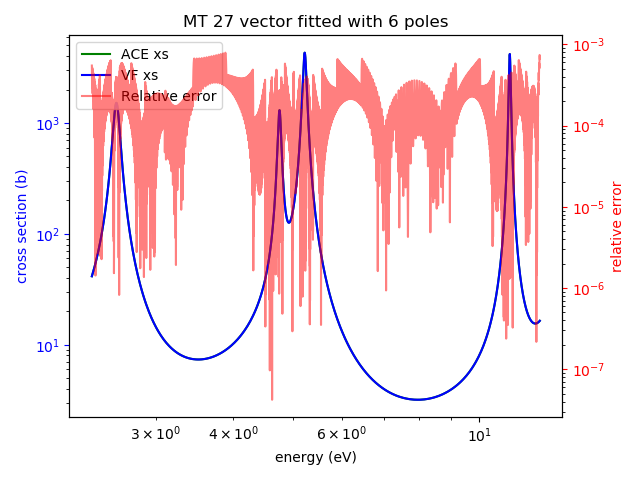 MT 27 vector fitted with 6 poles
ACE xs
VF xs
Relative error
cross section (b)
10³
10²
10¹
10⁻³
10⁻⁴
10⁻⁵
10⁻⁶
10⁻⁷
relative error
3 × 10⁰ 4 × 10⁰ 6 × 10⁰ 10¹
energy (eV)